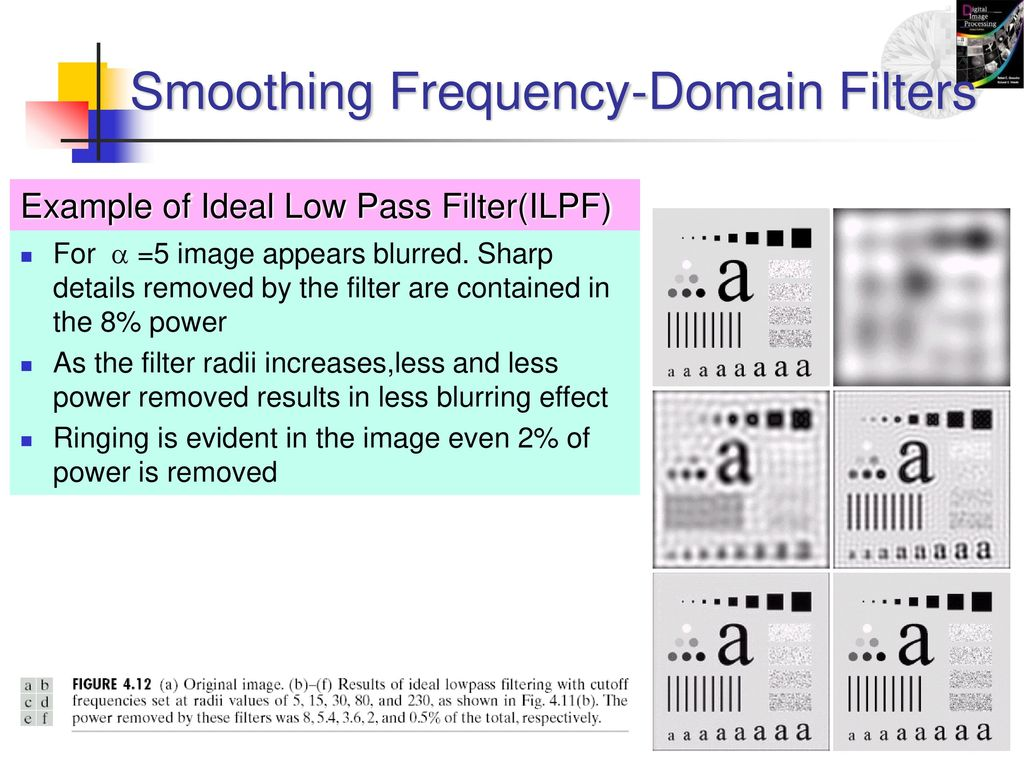 Digital
Image
Processing
Smoothing Frequency-Domain Filters
Example of Ideal Low Pass Filter(ILPF)
For α =5 image appears blurred. Sharp
details removed by the filter are contained in
the 8% power
As the filter radii increases,less and less
power removed results in less blurring effect
Ringing is evident in the image even 2% of
power is removed
a
a a a a a a a a
a
a
a a a a a a a a
a
a a a a a a a a
a
a a a a a a a a
a b
c d
e f
FIGURE 4.12 (a) Original image. (b)–(f) Results of ideal lowpass filtering with cutoff
frequencies set at radii values of 5, 15, 30, 80, and 230, as shown in Fig. 4.11(b). The
power removed by these filters was 8, 5.4, 3.6, 2, and 0.5% of the total, respectively.